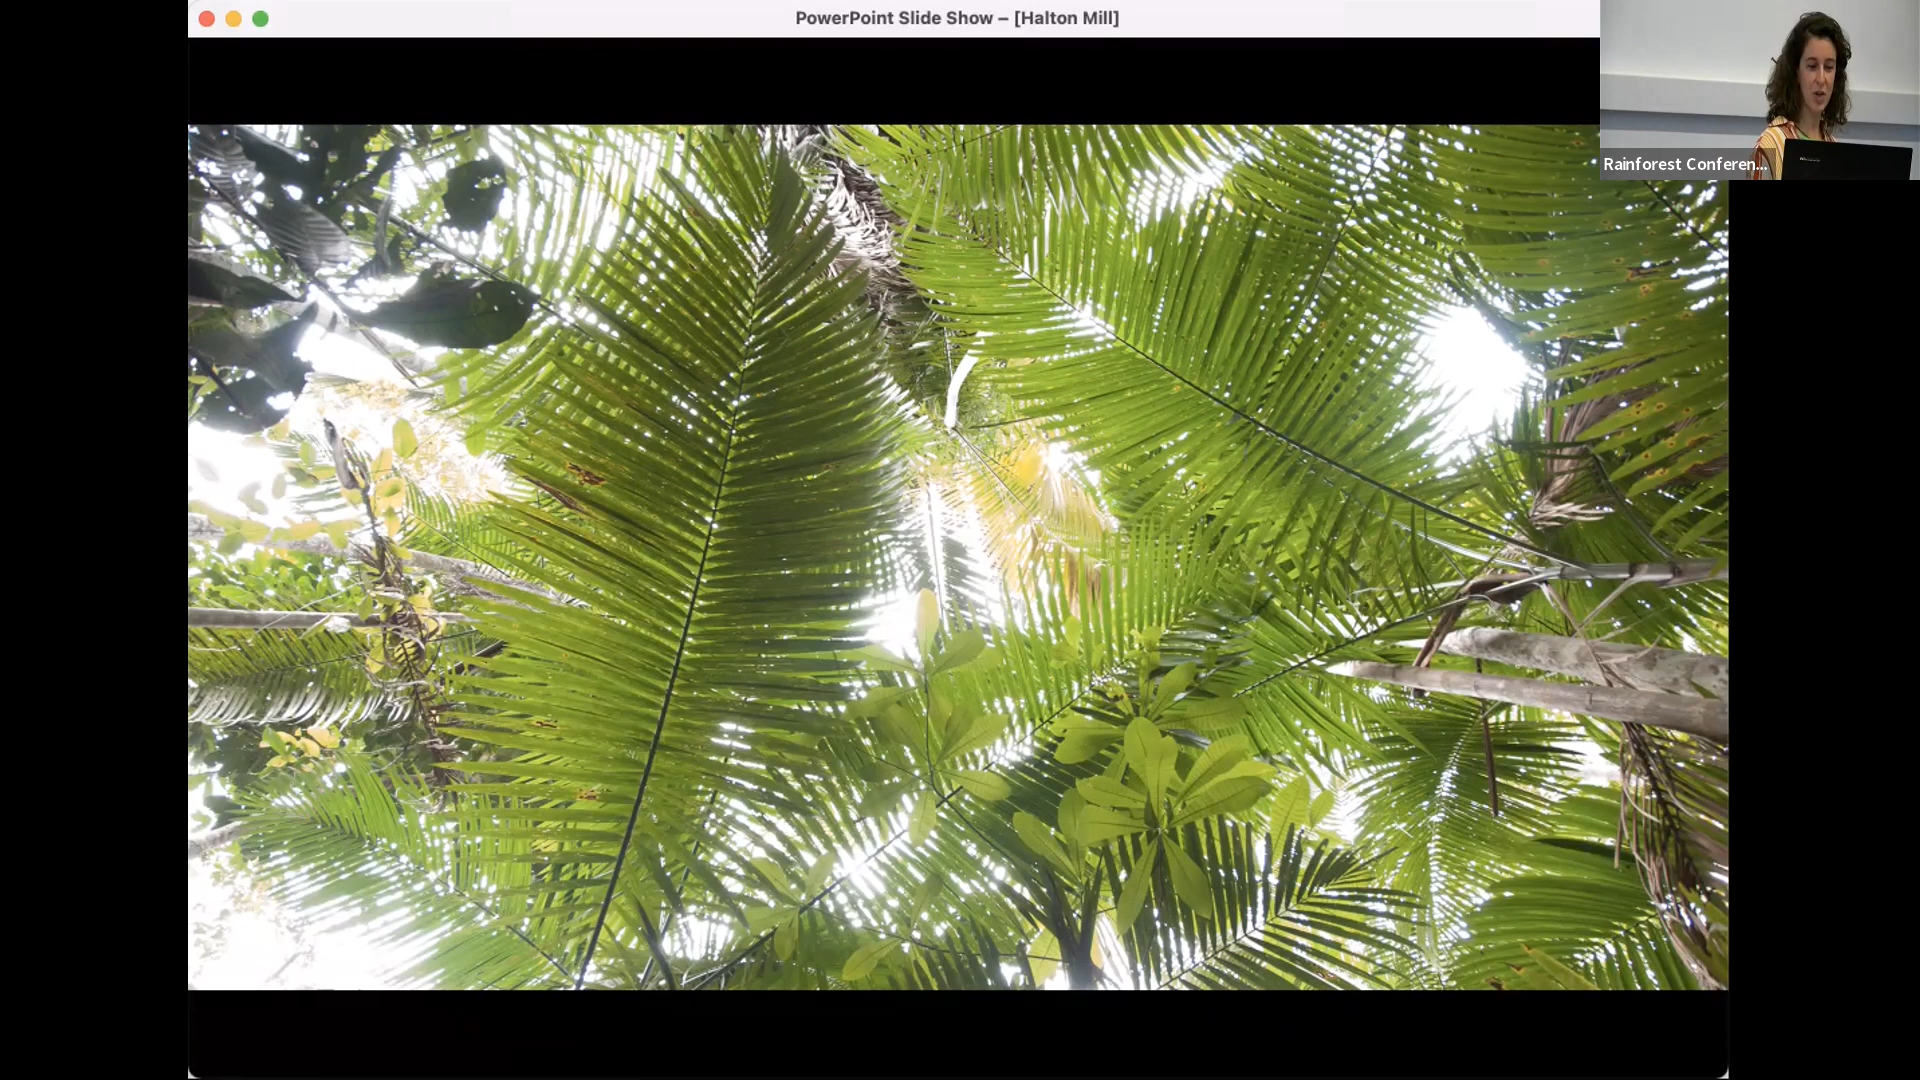 PowerPoint Slide Show – [Halton Mill]
Rainforest Conferen...